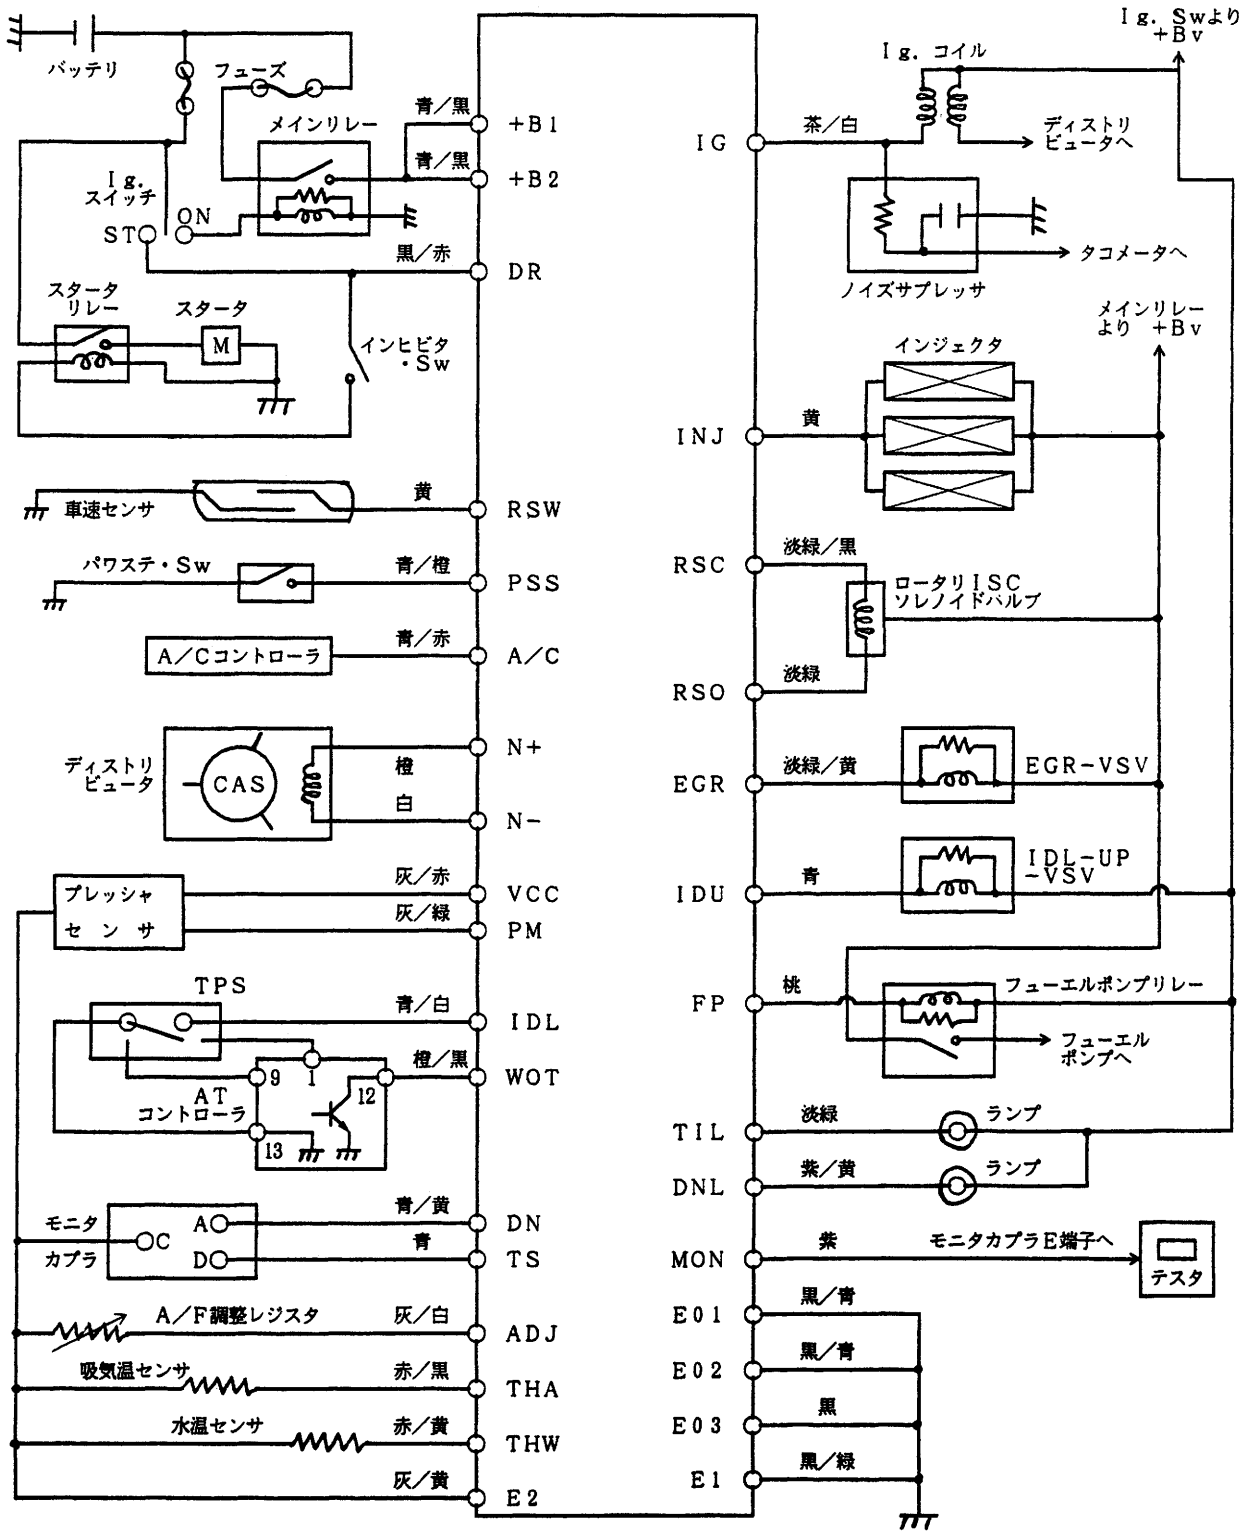 バッテリ
フューズ
メインリレー
Ig.
スイッチ
ST
ON
青／黒
+B1
青／黒
+B2
黒／赤
DR
スタータ
リレー
スタータ
M
インヒビタ
・Sw
車速センサ
黄
RSW
パワステ・Sw
青／橙
PSS
A／Cコントローラ
青／赤
A／C
ディストリ
ビュータ
CAS
N+
橙
白
N-
プレッシャ
センサ
灰／赤
VCC
灰／緑
PM
TPS
青／白
IDL
橙／黒
WOT
AT
コントローラ
9
1
12
13
モニタ
カプラ
C
A
D
青／黄
DN
青
TS
A／F調整レジスタ
灰／白
ADJ
吸気温センサ
赤／黒
THA
水温センサ
赤／黄
THW
灰／黄
E2
Ig. Swより
+Bv
Ig. コイル
IG
茶／白
ディストリ
ビュータへ
タコメータへ
ノイズサプレッサ
メインリレー
より +Bv
インジェクタ
INJ
黄
RSC
淡緑／黒
ロータリISC
ソレノイドバルブ
RSO
淡緑
EGR
淡緑／黄
EGR-VSV
IDU
青
IDL-UP
-VSV
FP
桃
フューエルポンプリレー
フューエル
ポンプへ
TIL
淡緑
ランプ
DNL
紫／黄
ランプ
MON
紫
モニタカプラE端子へ
テスタ
E01
黒／青
E02
黒／青
E03
黒
E1
黒／緑